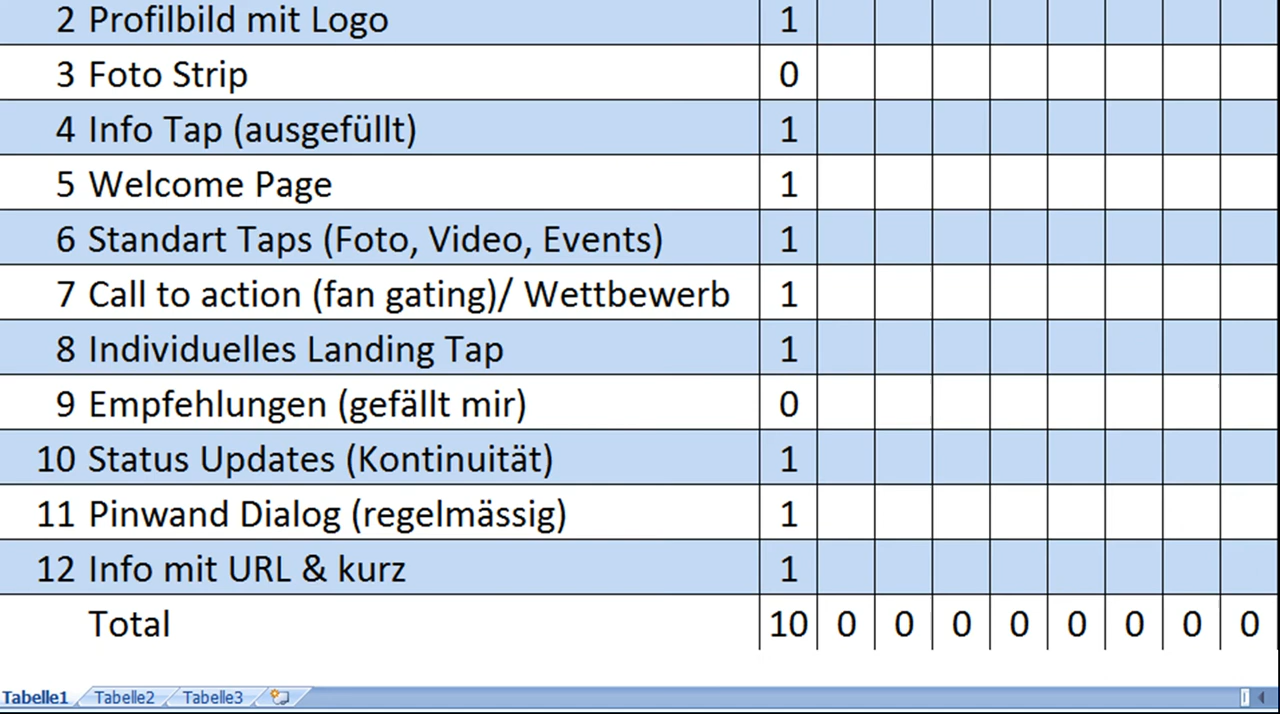 2 Profilbild mit Logo 1
3 Foto Strip 0
4 Info Tap (ausgefüllt) 1
5 Welcome Page 1
6 Standart Taps (Foto, Video, Events) 1
7 Call to action (fan gating)/ Wettbewerb 1
8 Individuelles Landing Tap 1
9 Empfehlungen (gefällt mir) 0
10 Status Updates (Kontinuität) 1
11 Pinwand Dialog (regelmässig) 1
12 Info mit URL & kurz 1
Total 10 0 0 0 0 0 0 0 0
Tabelle1 Tabelle2 Tabelle3